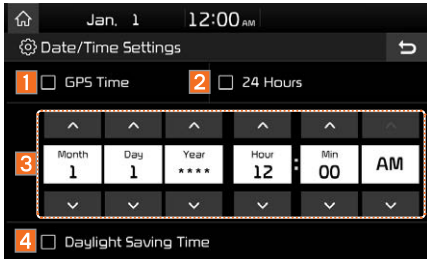 Jan. 1 12:00 AM
Date/Time Settings
1 GPS Time 2 24 Hours
Month Day Year Hour Min
3 1 1 **** 12 : 00 AM
4 Daylight Saving Time